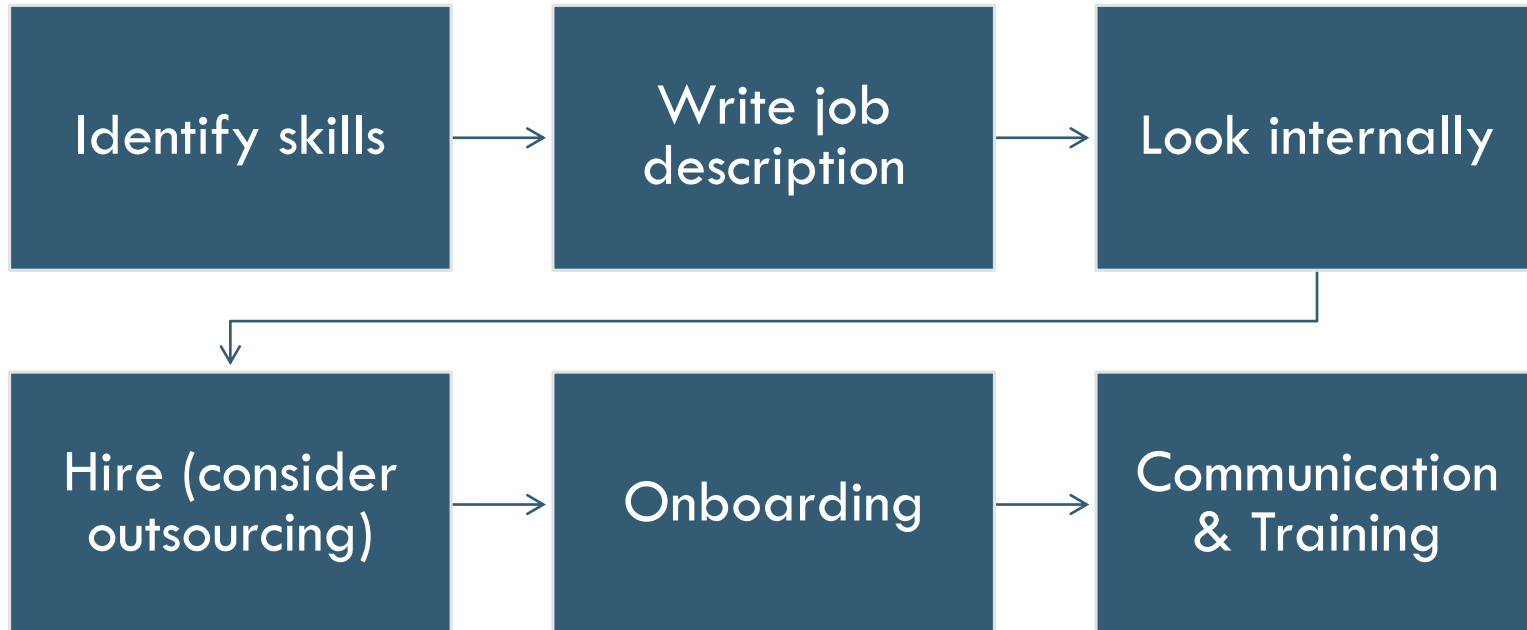 Identify skills
Write job
description
Look internally
Hire (consider
outsourcing)
Onboarding
Communication
& Training